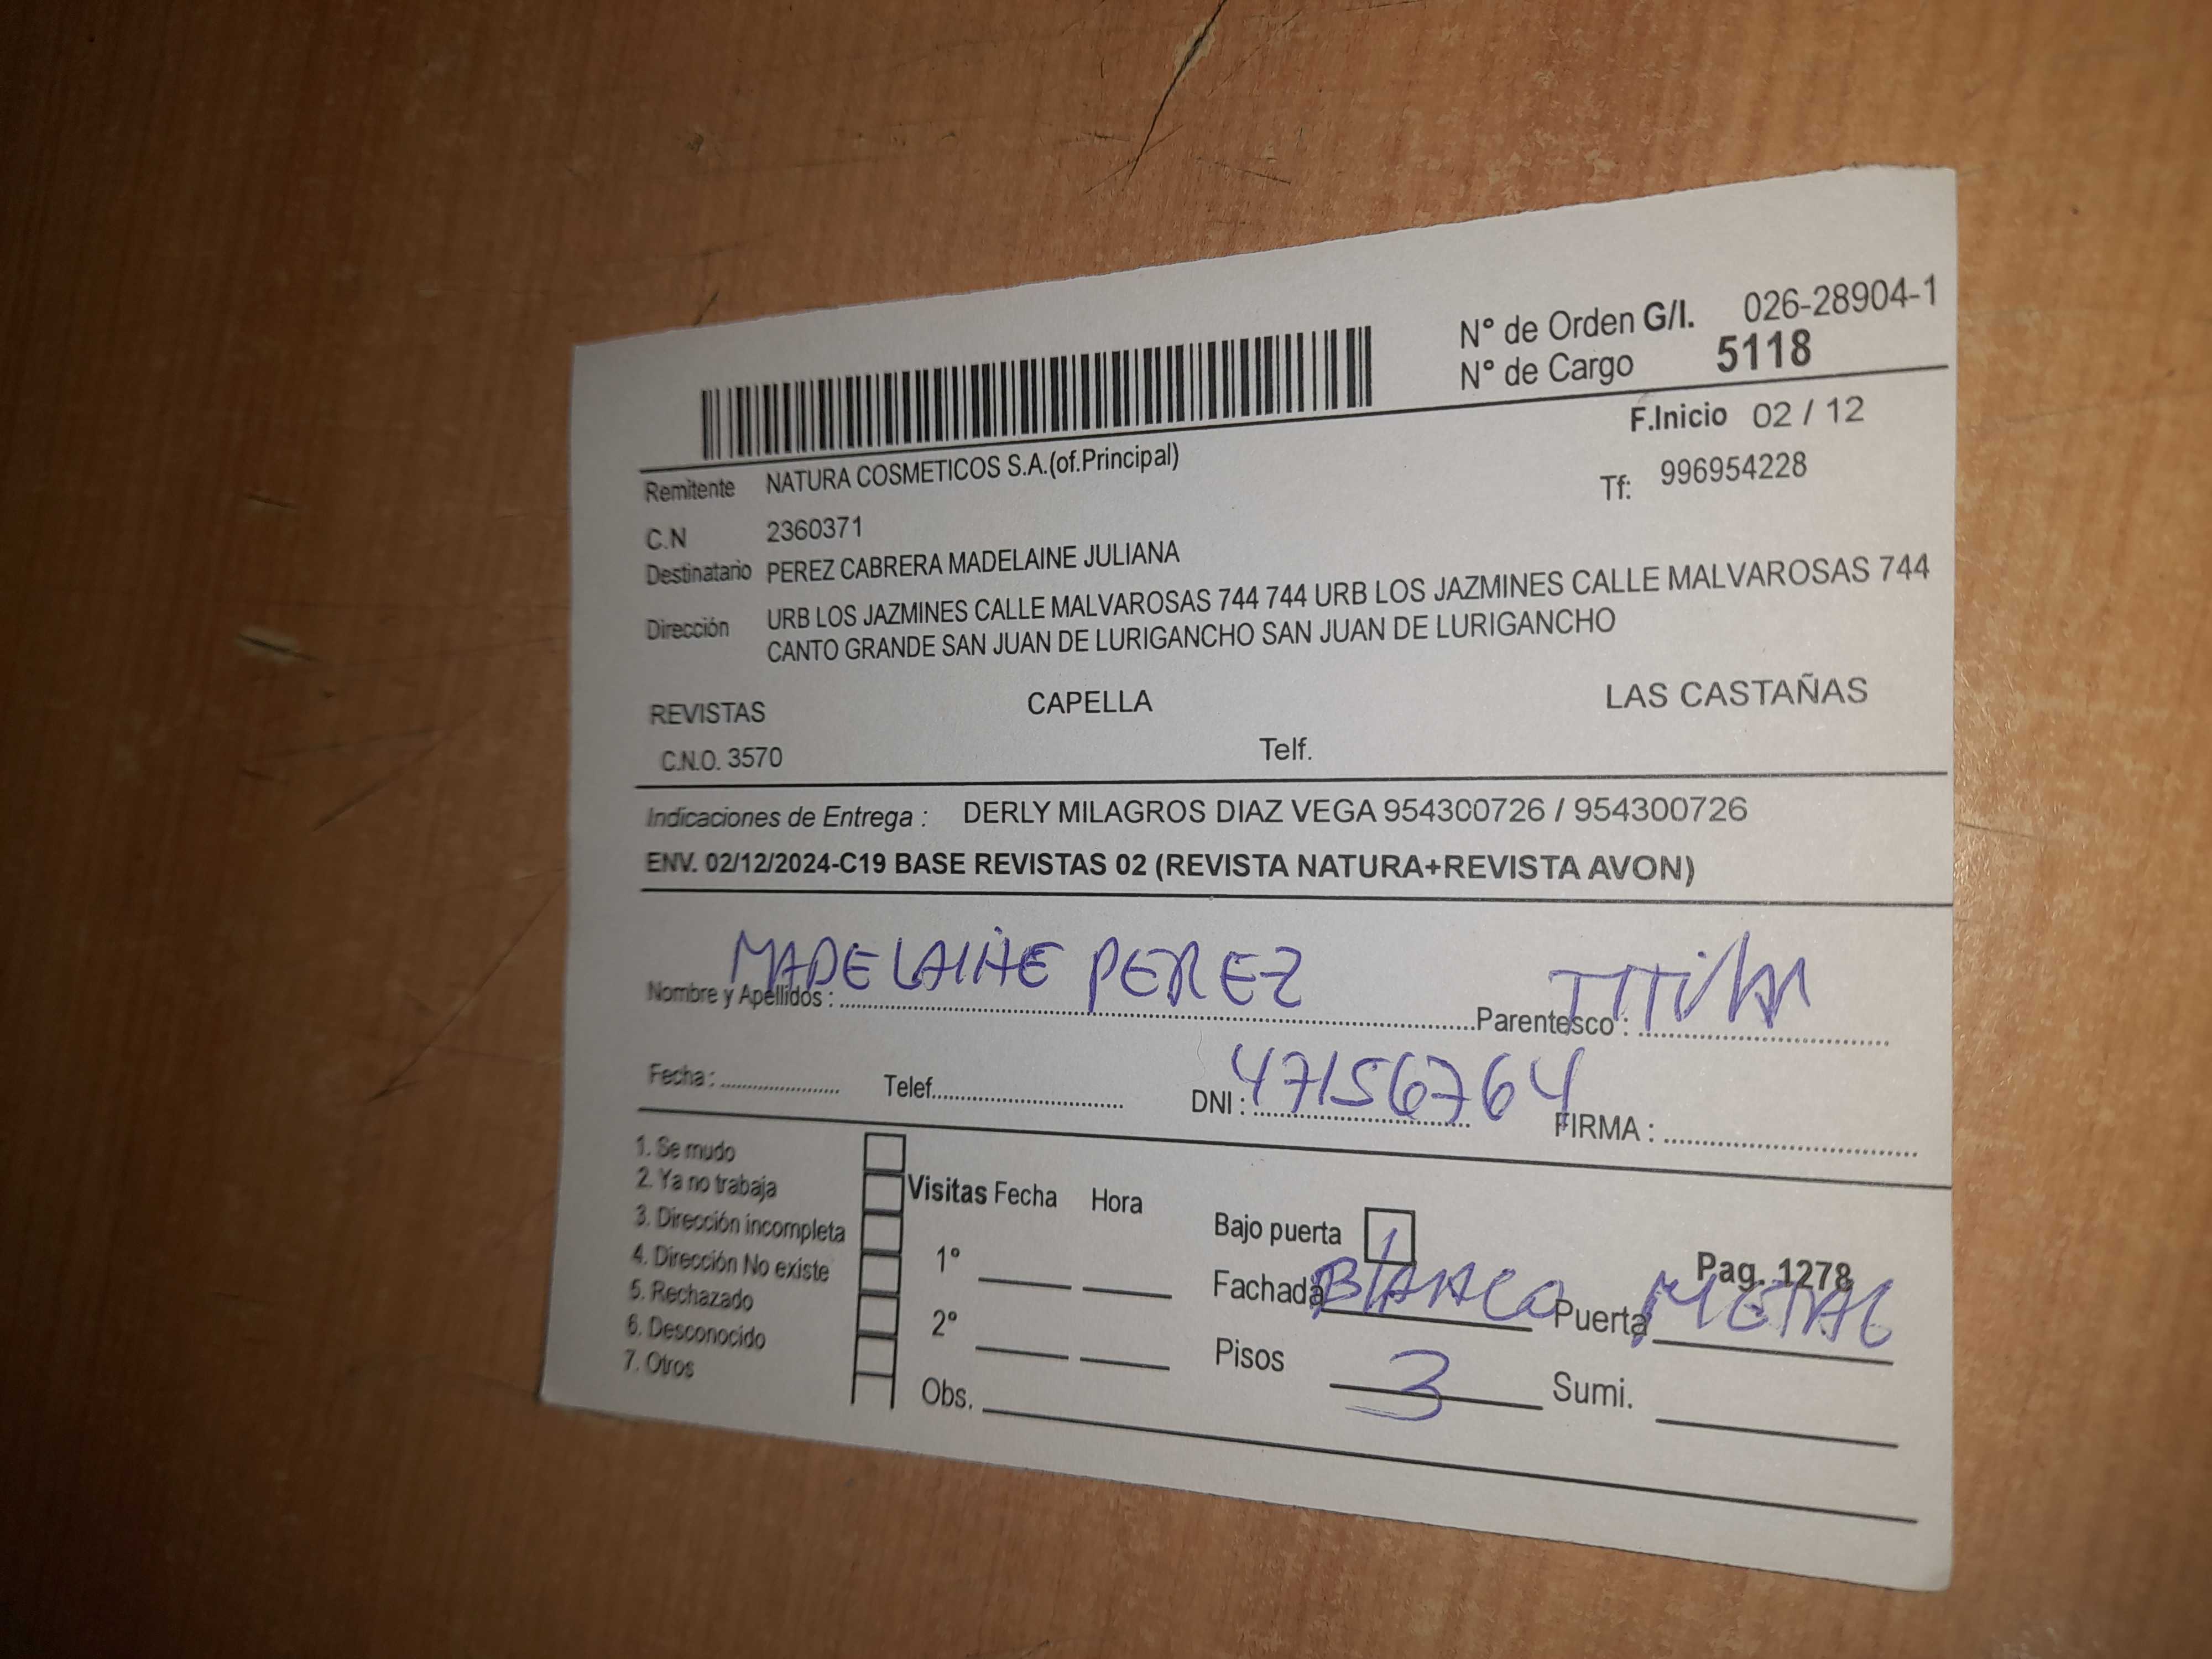 N° de Orden G/I. 026-28904-1
N° de Cargo 5118
F.Inicio 02 / 12
Remitente NATURA COSMETICOS S.A.(of.Principal)
Tf: 996954228
C.N 2360371
Destinatario PEREZ CABRERA MADELAINE JULIANA
Dirección URB LOS JAZMINES CALLE MALVAROSAS 744 744 URB LOS JAZMINES CALLE MALVAROSAS 744
CANTO GRANDE SAN JUAN DE LURIGANCHO SAN JUAN DE LURIGANCHO
REVISTAS CAPELLA LAS CASTAÑAS
C.N.O. 3570 Telf.
Indicaciones de Entrega : DERLY MILAGROS DIAZ VEGA 954300726 / 954300726
ENV. 02/12/2024-C19 BASE REVISTAS 02 (REVISTA NATURA+REVISTA AVON)
Nombre y Apellidos : MADELAINE PEREZ Parentesco : TITULAR
Fecha : Telef. DNI : 47156764 FIRMA :
1. Se mudo
2. Ya no trabaja Visitas Fecha Hora
3. Dirección incompleta Bajo puerta
4. Dirección No existe 1° Pag. 1278
5. Rechazado Fachada BLANCO Puerta METAL
6. Desconocido 2° Pisos 3 Sumi.
7. Otros Obs.